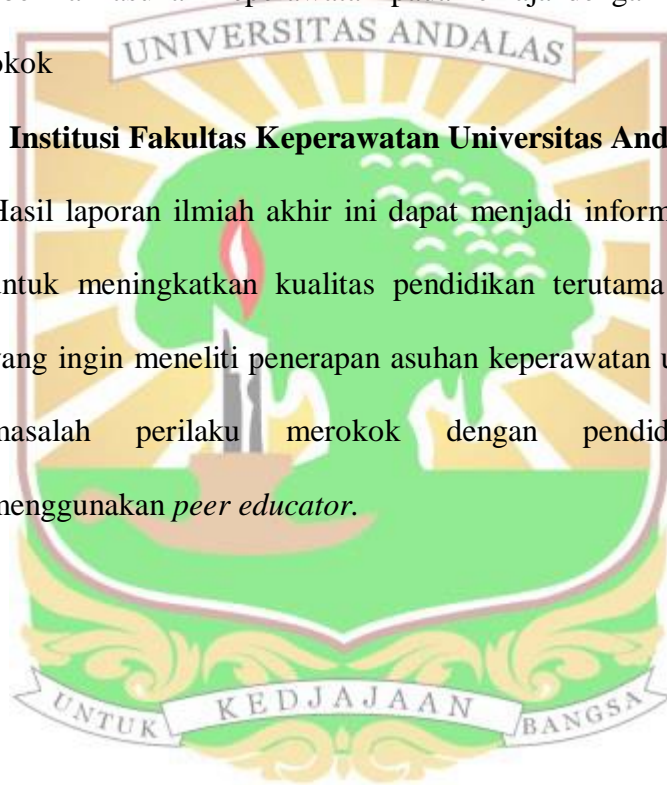 asuhan
okok
UNIVERSITAS ANDALAS
Institusi Fakultas Keperawatan Universitas And
Hasil laporan ilmiah akhir ini dapat menjadi inform
untuk meningkatkan kualitas pendidikan terutama
yang ingin meneliti penerapan asuhan keperawatan u
masalah perilaku merokok dengan pendid
menggunakan peer educator.
UNTUK KEDJAJAAN BANGSA